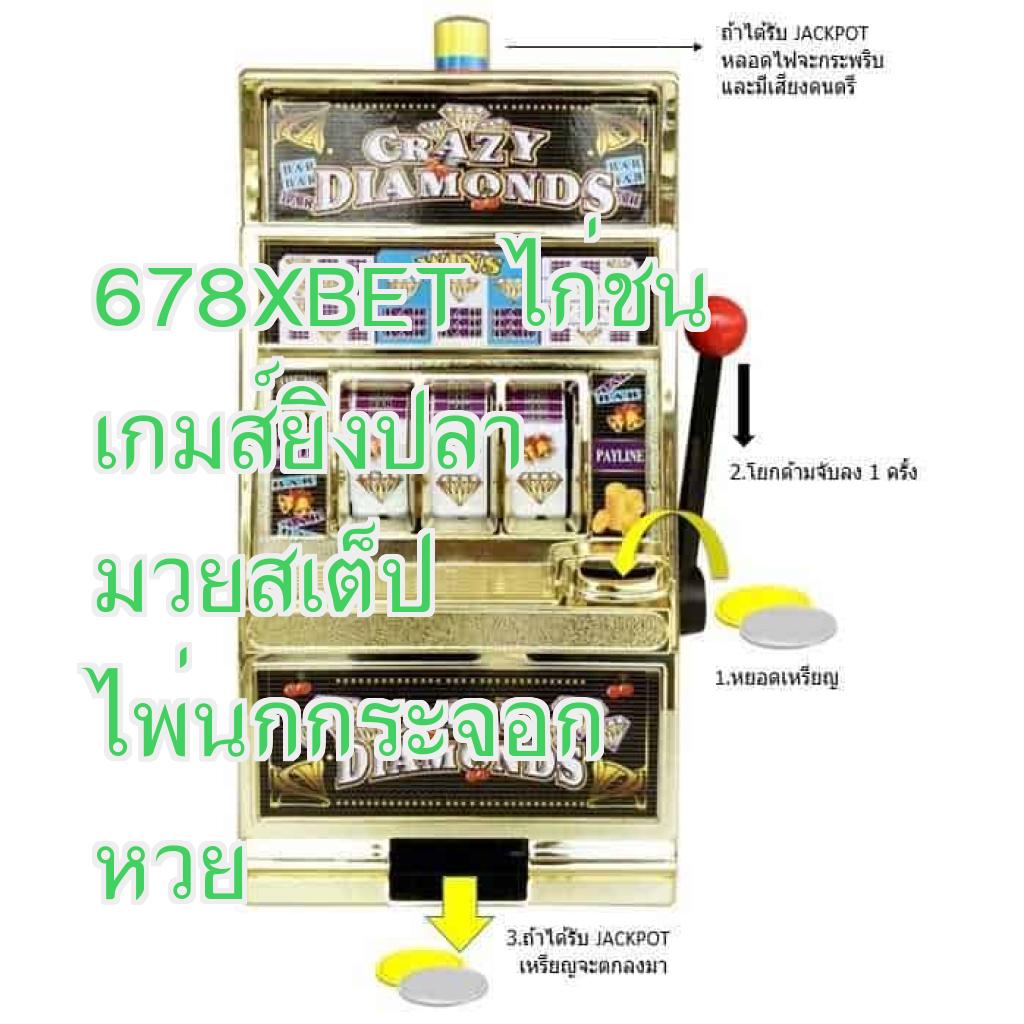 ถ้าได้รับ JACKPOT
หลอดไฟจะกระพริบ
และมีเสียงดนตรี
CRAZY
DIAMONDS
BAR
BAR
WINS
678XBET ไก่ชน
เกมส์ยิงปลา
PAYLINE
2.โยกด้ามจับลง 1 ครั้ง
มวยสเต็ป
1.หยอดเหรียญ
ไพ่นกกระจอก
DIAMONDS
หวย
3.ถ้าได้รับ JACKPOT
เหรียญจะตกลงมา